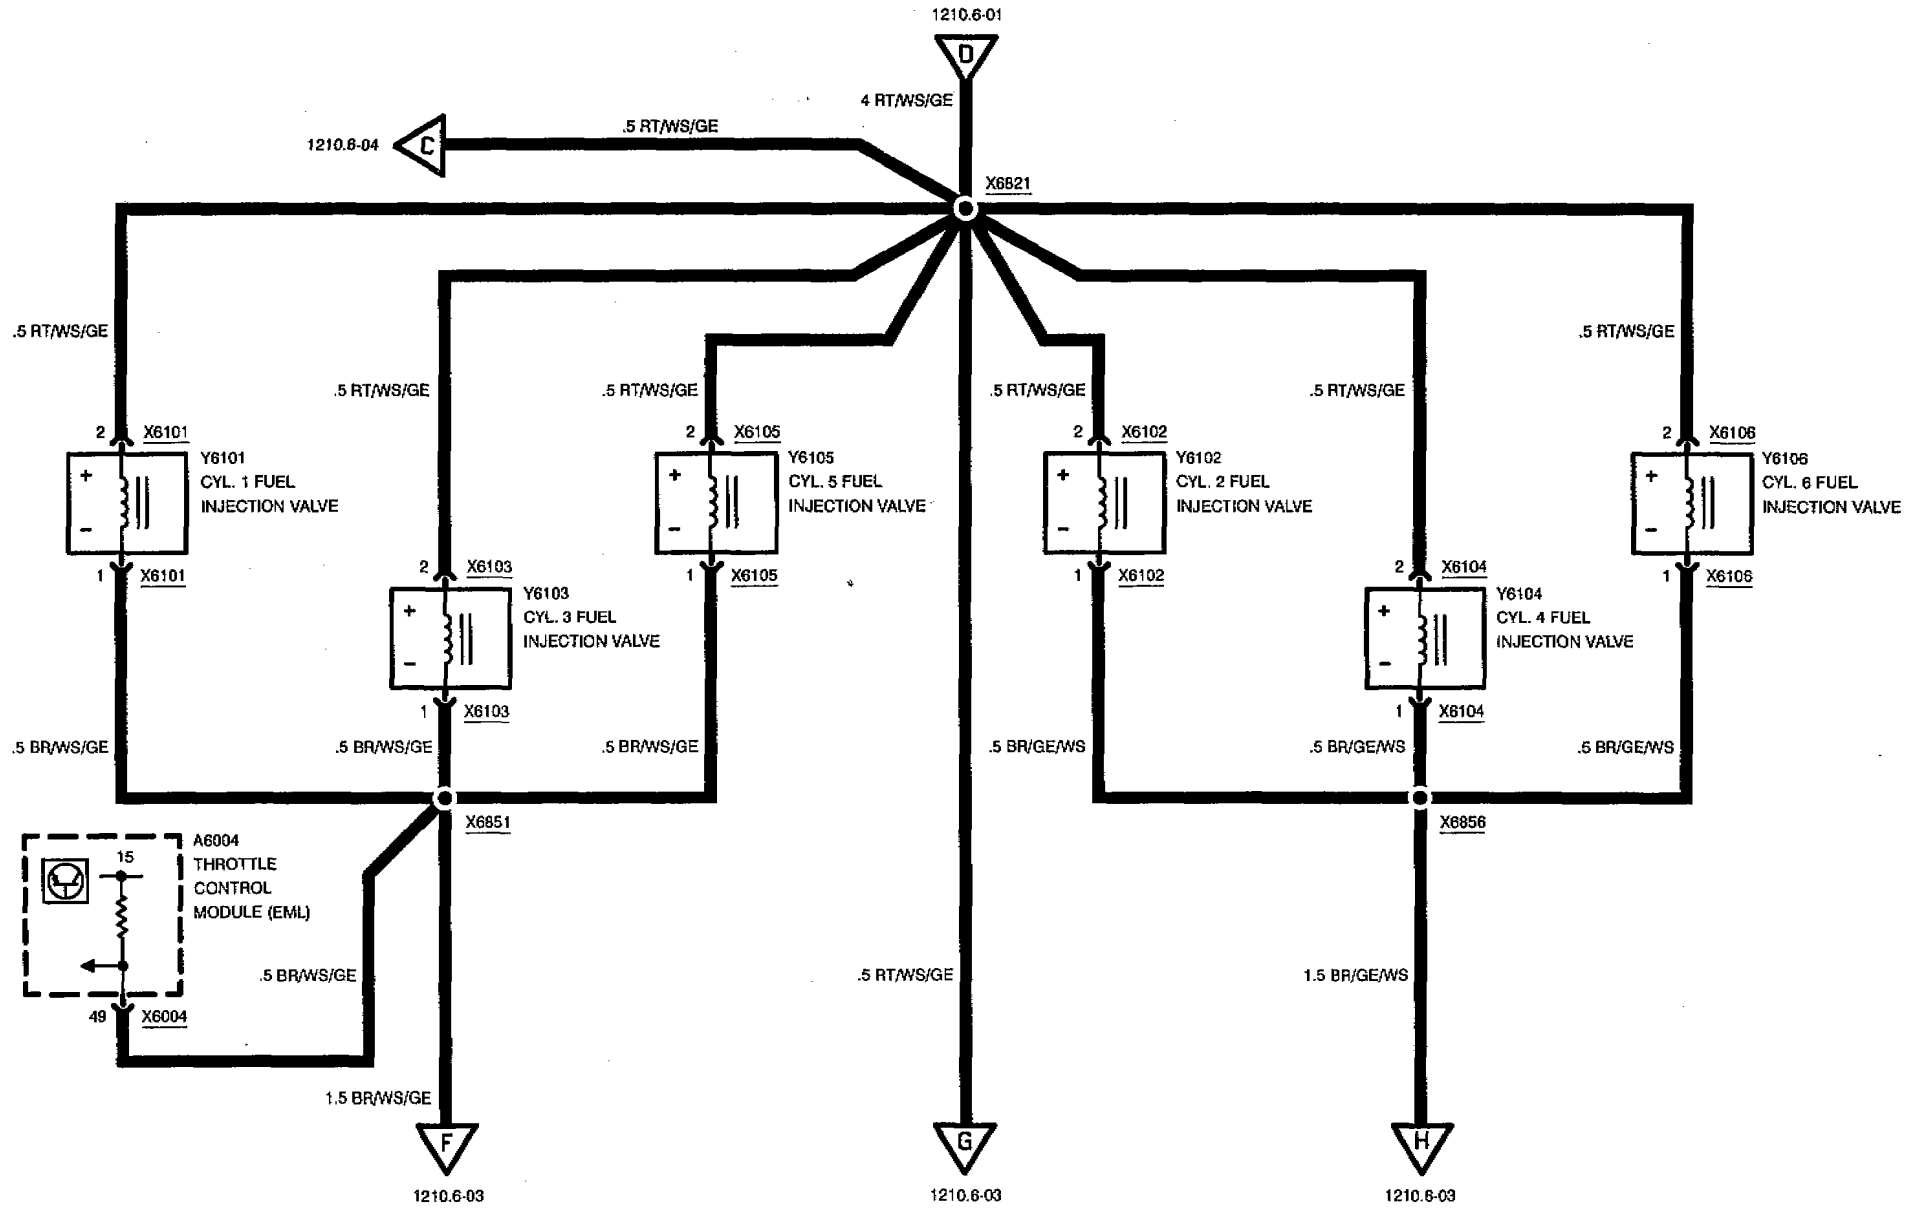 1210.6-01
D
4 RT/WS/GE
.5 RT/WS/GE
1210.6-04
C
X6821
.5 RT/WS/GE
.5 RT/WS/GE
.5 RT/WS/GE
.5 RT/WS/GE
.5 RT/WS/GE
.5 RT/WS/GE
2 X6101
2 X6105
2 X6102
2 X6106
+
-
Y6101
CYL. 1 FUEL
INJECTION VALVE
+
-
Y6105
CYL. 5 FUEL
INJECTION VALVE
+
-
Y6102
CYL. 2 FUEL
INJECTION VALVE
+
-
Y6106
CYL. 6 FUEL
INJECTION VALVE
1 X6101
2 X6103
1 X6105
1 X6102
2 X6104
1 X6106
+
-
Y6103
CYL. 3 FUEL
INJECTION VALVE
+
-
Y6104
CYL. 4 FUEL
INJECTION VALVE
1 X6103
1 X6104
.5 BR/WS/GE
.5 BR/WS/GE
.5 BR/WS/GE
.5 BR/GE/WS
.5 BR/GE/WS
.5 BR/GE/WS
X6851
X6856
15
A6004
THROTTLE
CONTROL
MODULE (EML)
.5 BR/WS/GE
.5 RT/WS/GE
1.5 BR/GE/WS
49 X6004
1.5 BR/WS/GE
F
G
H
1210.6-03
1210.6-03
1210.6-03